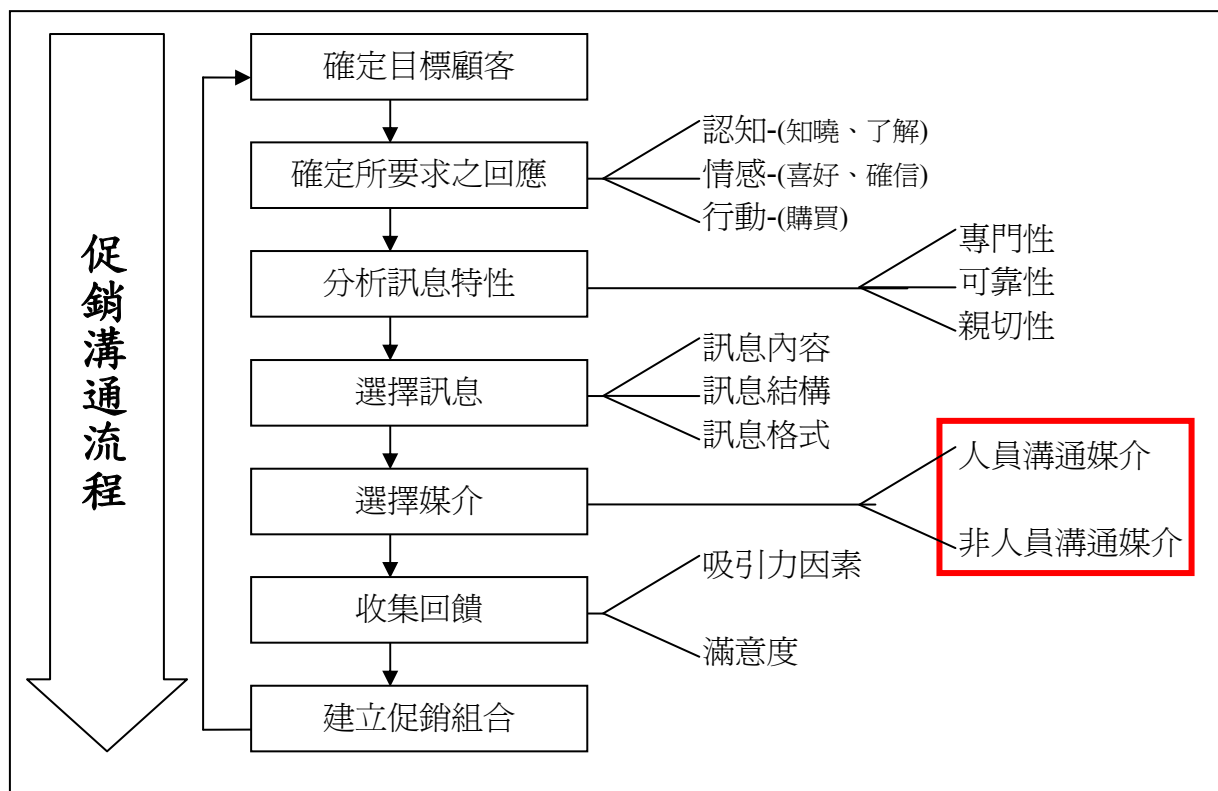 促銷溝通流程
確定目標顧客
確定所要求之回應
認知-(知曉、了解)
情感-(喜好、確信)
行動-(購買)
分析訊息特性
專門性
可靠性
親切性
選擇訊息
訊息內容
訊息結構
訊息格式
選擇媒介
人員溝通媒介
非人員溝通媒介
收集回饋
吸引力因素
滿意度
建立促銷組合